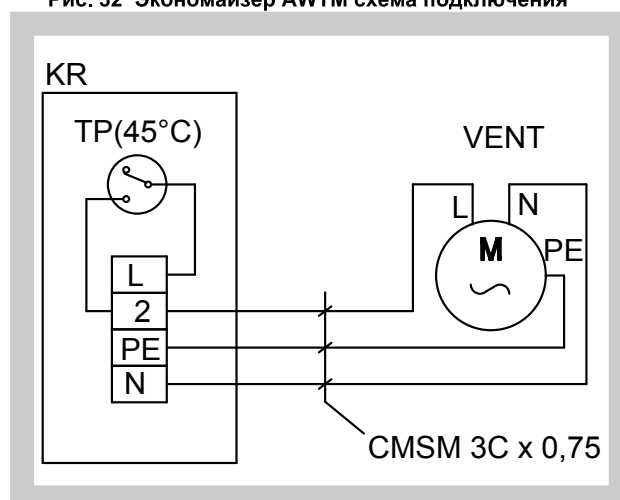 Рис. 32 Экономайзер AWTM схема подключения
KR
TP(45°C)
VENT
L
N
M
PE
L
2
PE
N
CMSM 3C x 0,75